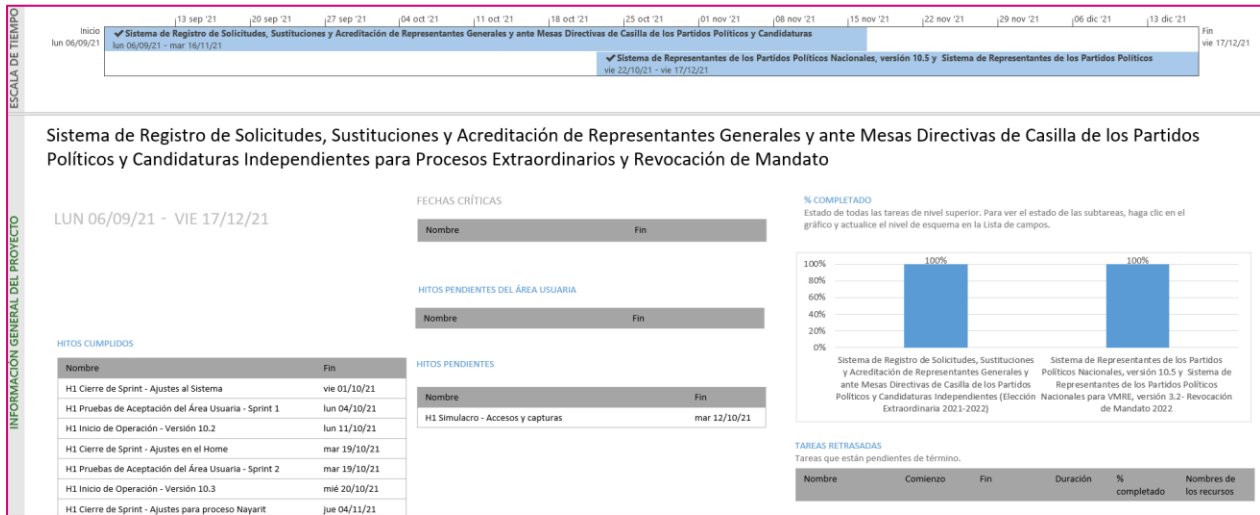 ESCALA DE TIEMPO
13 sep '21 20 sep '21 27 sep '21 04 oct '21 11 oct '21 18 oct '21 25 oct '21 01 nov '21 08 nov '21 15 nov '21 22 nov '21 29 nov '21 06 dic '21 13 dic '21
Inicio
lun 06/09/21
✔Sistema de Registro de Solicitudes, Sustituciones y Acreditación de Representantes Generales y ante Mesas Directivas de Casilla de los Partidos Políticos y Candidaturas
lun 06/09/21 - mar 16/11/21
Fin
vie 17/12/21
✔Sistema de Representantes de los Partidos Políticos Nacionales, versión 10.5 y Sistema de Representantes de los Partidos Políticos
vie 22/10/21 - vie 17/12/21
INFORMACIÓN GENERAL DEL PROYECTO
Sistema de Registro de Solicitudes, Sustituciones y Acreditación de Representantes Generales y ante Mesas Directivas de Casilla de los Partidos
Políticos y Candidaturas Independientes para Procesos Extraordinarios y Revocación de Mandato
LUN 06/09/21 - VIE 17/12/21
HITOS CUMPLIDOS
Nombre Fin
H1 Cierre de Sprint - Ajustes al Sistema vie 01/10/21
H1 Pruebas de Aceptación del Área Usuaria - Sprint 1 lun 04/10/21
H1 Inicio de Operación - Versión 10.2 lun 11/10/21
H1 Cierre de Sprint - Ajustes en el Home mar 19/10/21
H1 Pruebas de Aceptación del Área Usuaria - Sprint 2 mar 19/10/21
H1 Inicio de Operación - Versión 10.3 mié 20/10/21
H1 Cierre de Sprint - Ajustes para proceso Nayarit jue 04/11/21
FECHAS CRÍTICAS
Nombre Fin
HITOS PENDIENTES DEL ÁREA USUARIA
Nombre Fin
HITOS PENDIENTES
Nombre Fin
H1 Simulacro - Accesos y capturas mar 12/10/21
% COMPLETADO
Estado de todas las tareas de nivel superior. Para ver el estado de las subtareas, haga clic en el
gráfico y actualice el nivel de esquema en la Lista de campos.
100% 100%
100%
80%
60%
40%
20%
0%
Sistema de Registro de Solicitudes, Sustituciones
y Acreditación de Representantes Generales y
ante Mesas Directivas de Casilla de los Partidos
Políticos y Candidaturas Independientes (Elección
Extraordinaria 2021-2022)
Sistema de Representantes de los Partidos
Políticos Nacionales, versión 10.5 y Sistema de
Representantes de los Partidos Políticos
Nacionales para VMRE, versión 3.2- Revocación
de Mandato 2022
TAREAS RETRASADAS
Tareas que están pendientes de término.
Nombre Comienzo Fin Duración % completado Nombres de los recursos